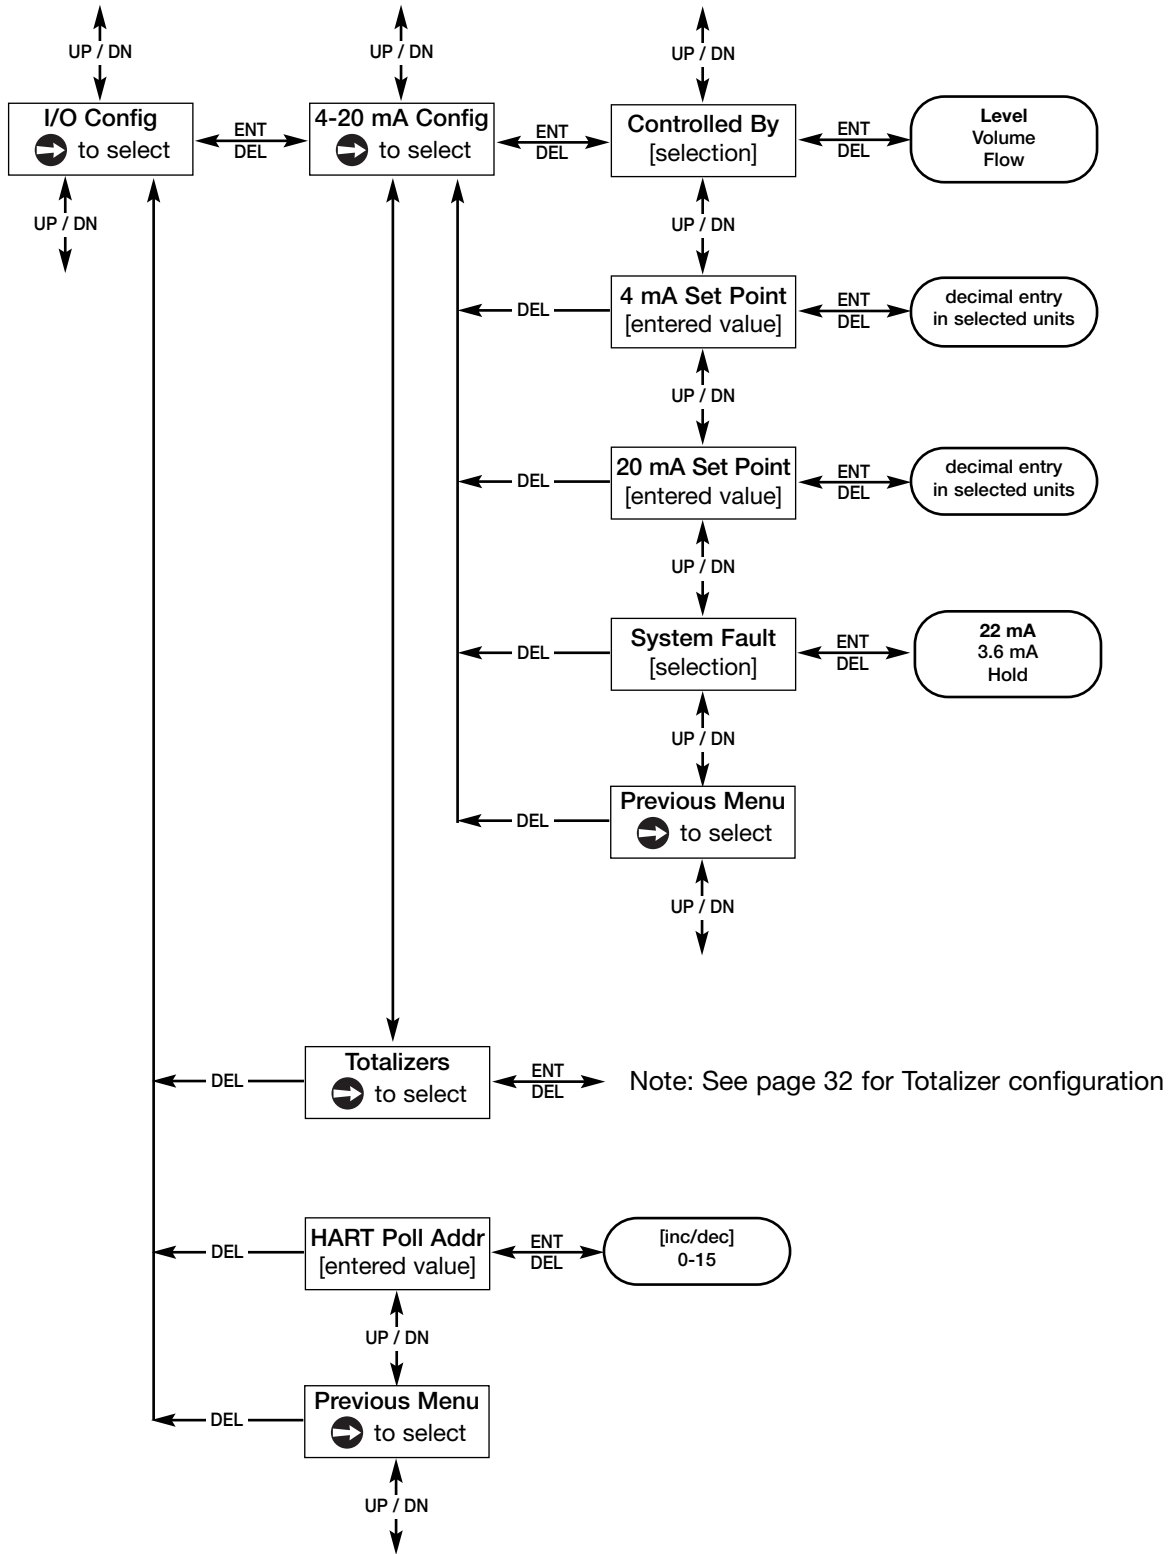 UP / DN
UP / DN
UP / DN
I/O Config
to select
ENT
DEL
4-20 mA Config
to select
ENT
DEL
Controlled By
[selection]
ENT
DEL
Level
Volume
Flow
UP / DN
UP / DN
DEL
4 mA Set Point
[entered value]
ENT
DEL
decimal entry
in selected units
UP / DN
DEL
20 mA Set Point
[entered value]
ENT
DEL
decimal entry
in selected units
UP / DN
DEL
System Fault
[selection]
ENT
DEL
22 mA
3.6 mA
Hold
UP / DN
DEL
Previous Menu
to select
UP / DN
DEL
Totalizers
to select
ENT
DEL
Note: See page 32 for Totalizer configuration
DEL
HART Poll Addr
[entered value]
ENT
DEL
[inc/dec]
0-15
UP / DN
DEL
Previous Menu
to select
UP / DN